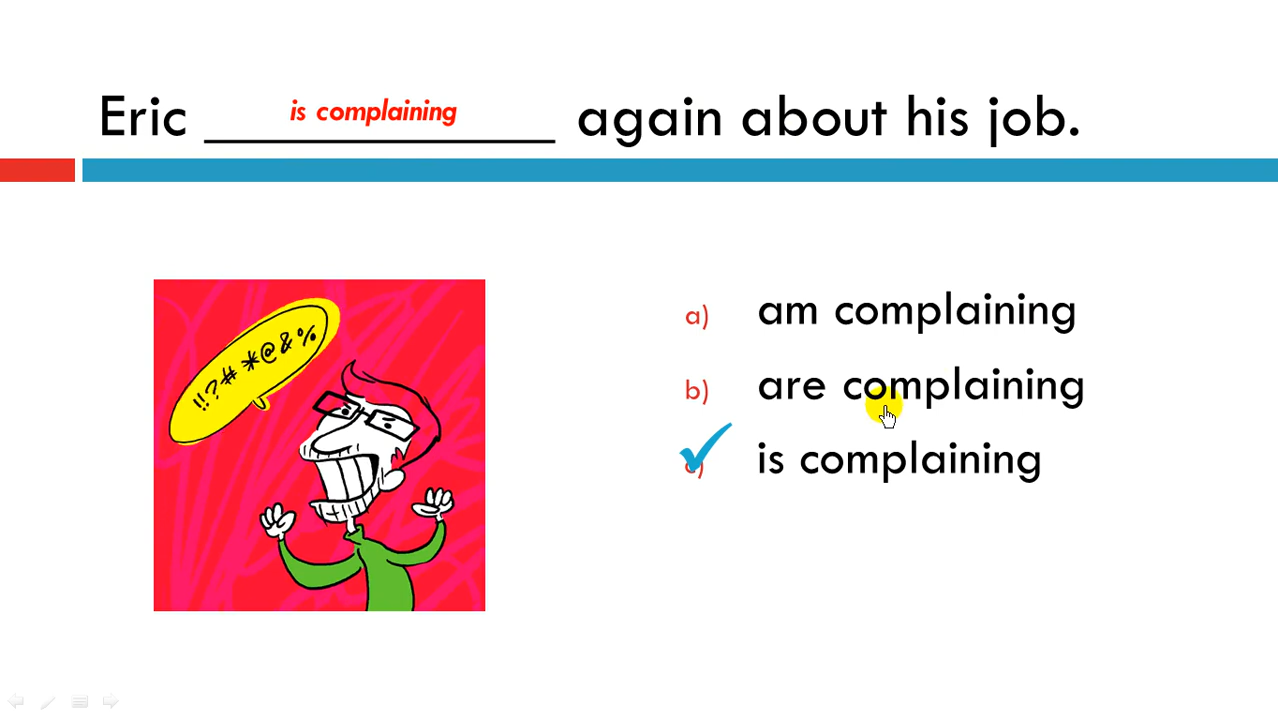 Eric is complaining again about his job.
%&@*#?!!
a) am complaining
b) are complaining
c) is complaining